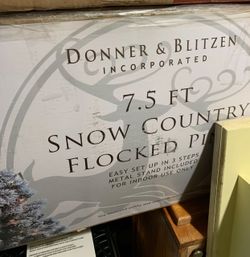 DONNER & BLITZEN
INCORPORATED
7.5 FT
SNOW COUNTRY
FLOCKED PI
EASY SET UP IN 3 STEPS
METAL STAND INCLUDED
FOR INDOOR USE ONLY